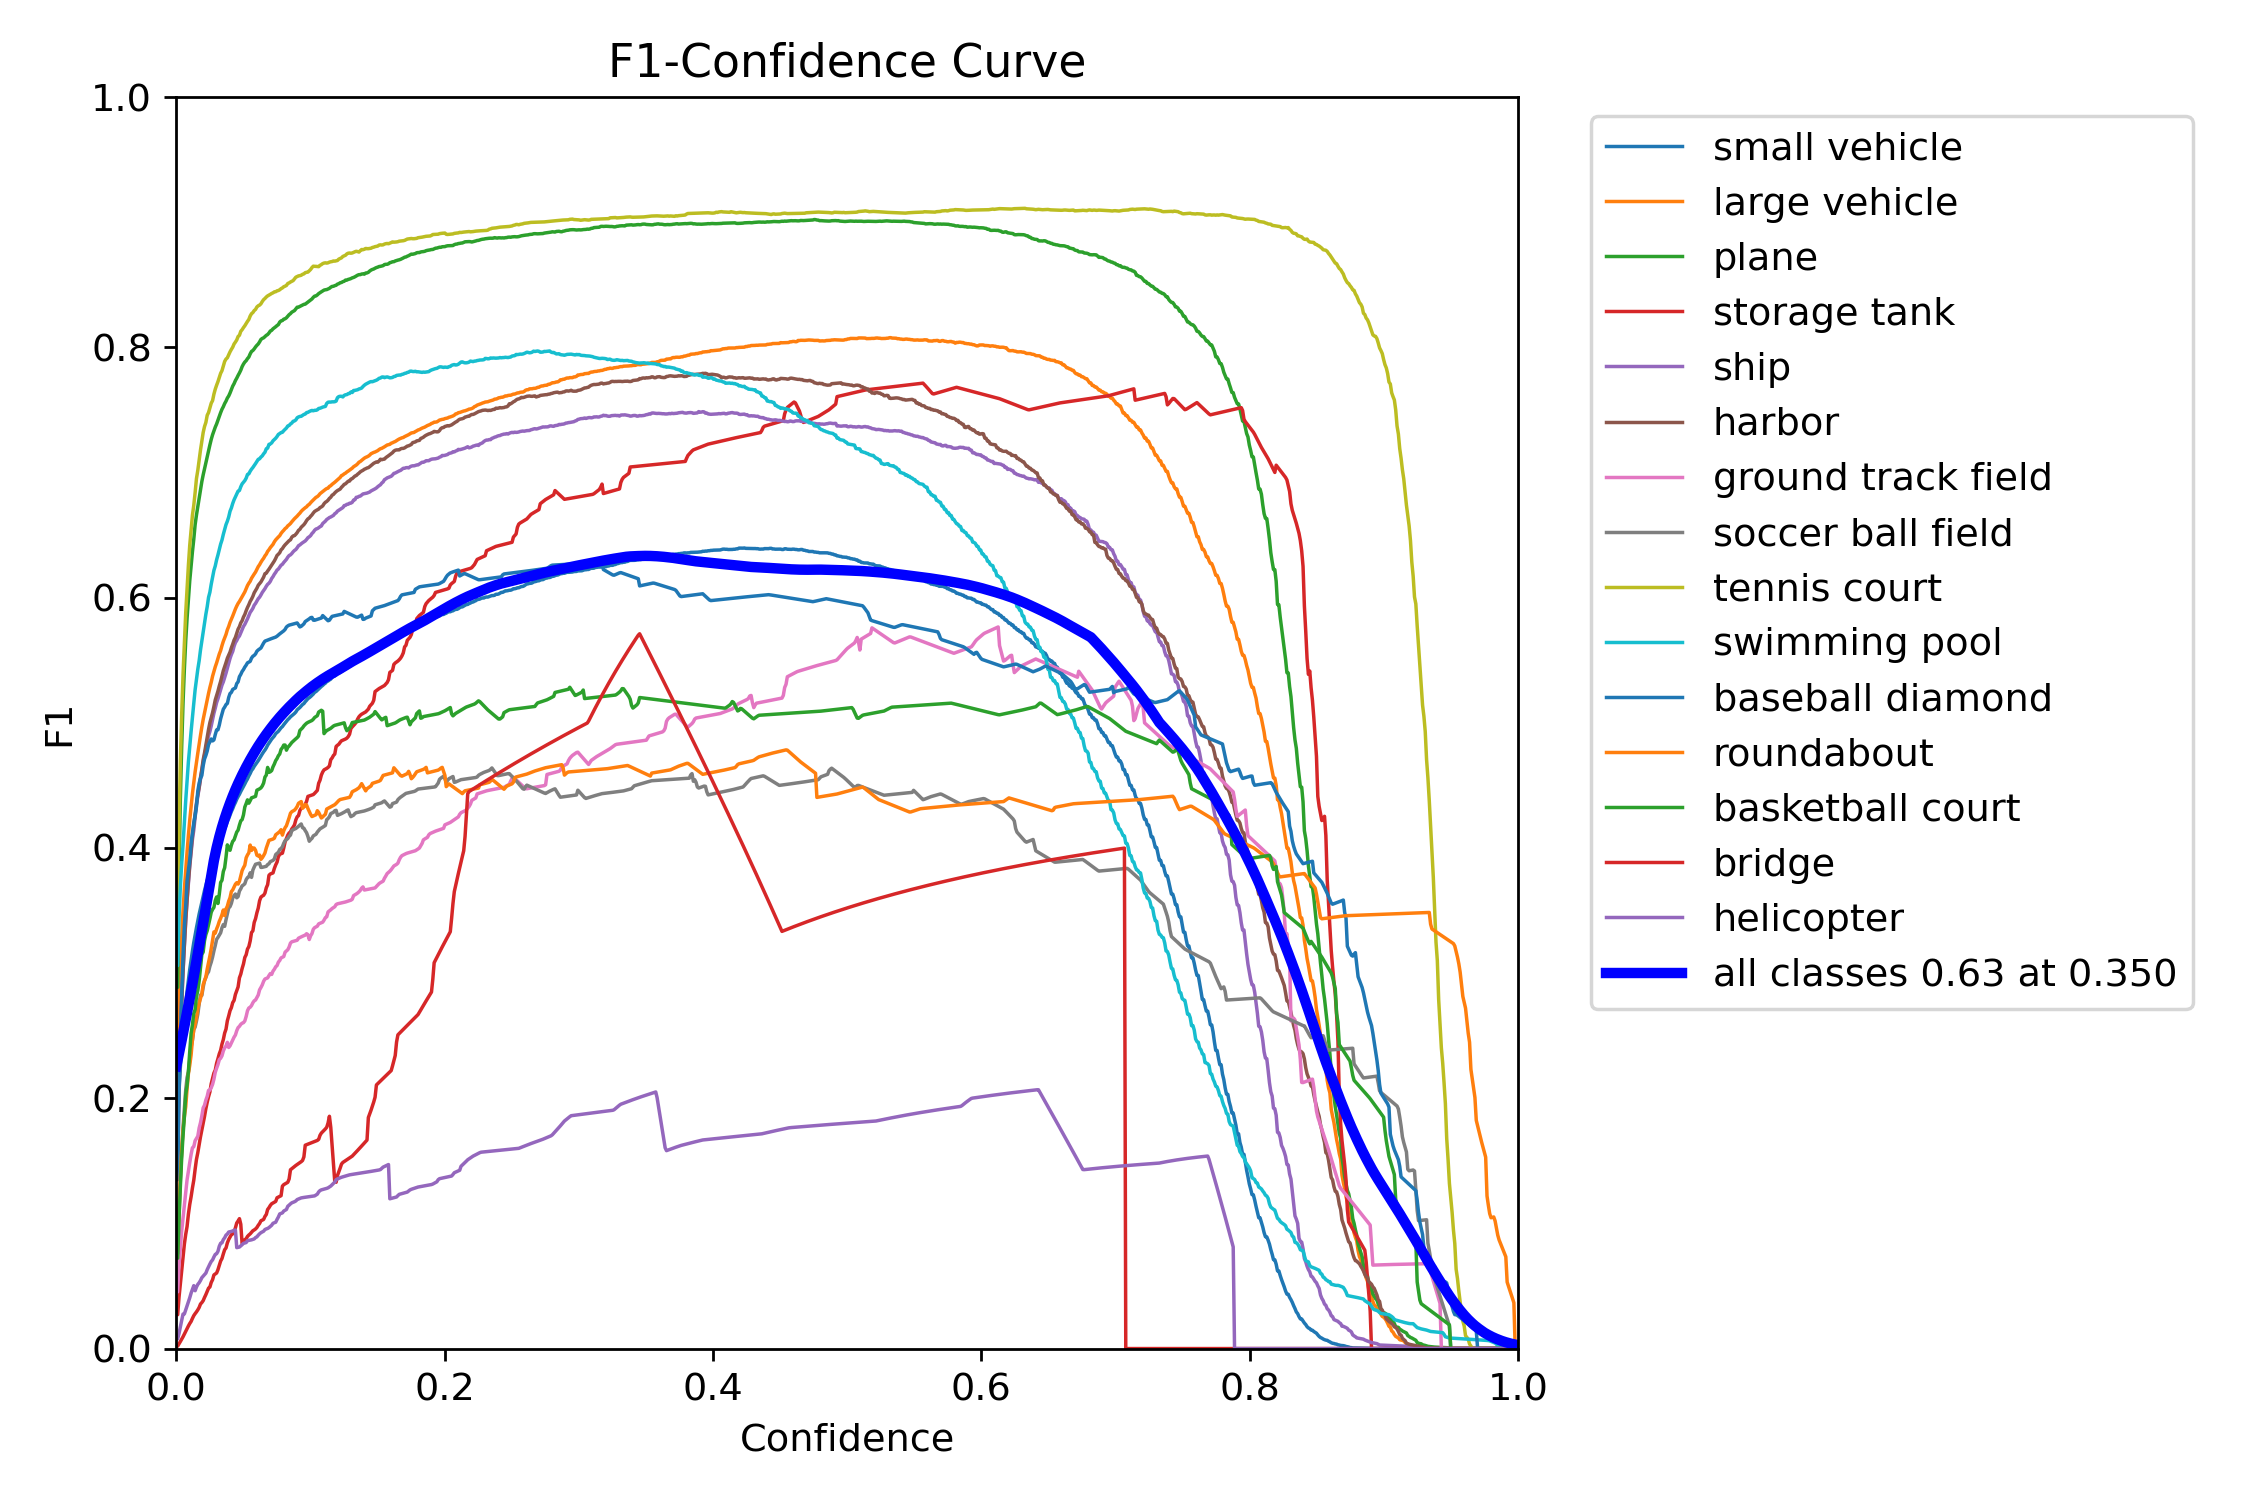 F1-Confidence Curve
1.0
0.8
0.6
0.4
0.2
0.0
F1
0.0 0.2 0.4 0.6 0.8 1.0
Confidence
small vehicle
large vehicle
plane
storage tank
ship
harbor
ground track field
soccer ball field
tennis court
swimming pool
baseball diamond
roundabout
basketball court
bridge
helicopter
all classes 0.63 at 0.350